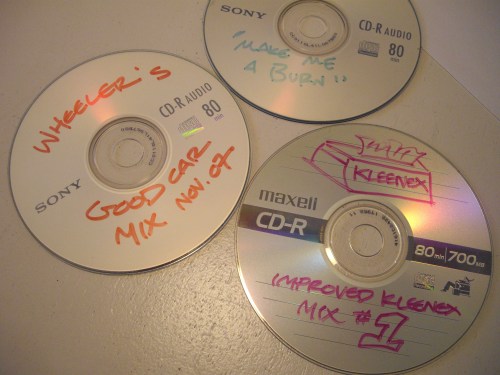 SONY
CD-R AUDIO
80
"MAKE ME
A BURN"
WHEELER'S
CD-R AUDIO
80
SONY
GOOD CAR
MIX NOV. 07
KLEENEX
maxell
CD-R
80min 700MB
IMPROVED KLEENEX
MIX #1